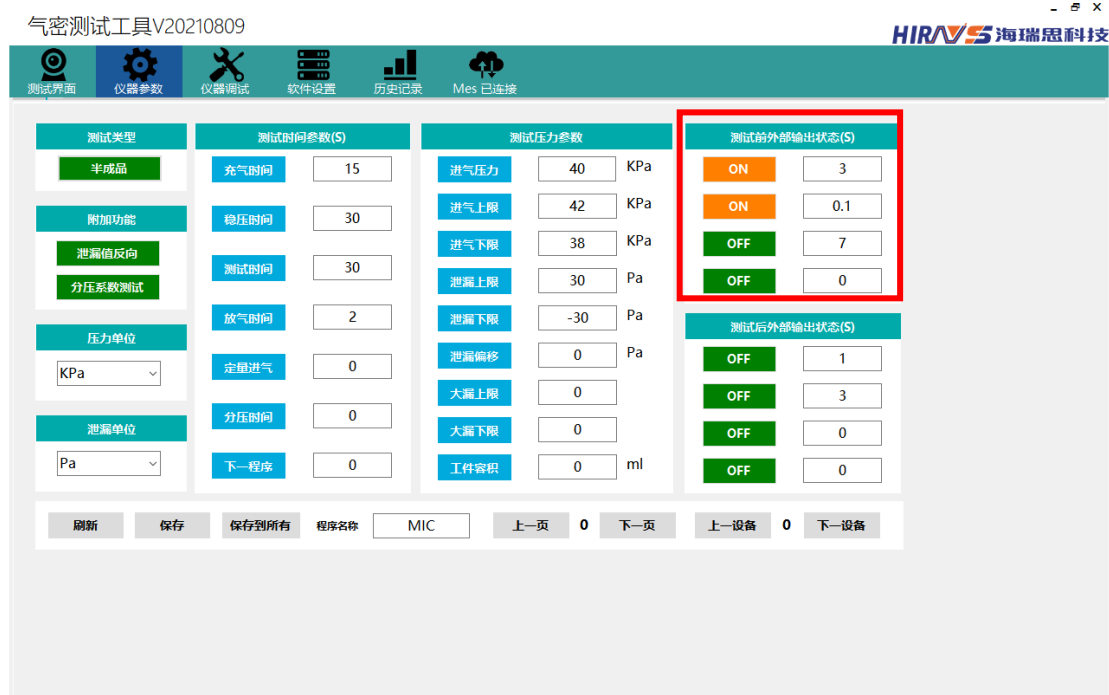 气密测试工具V20210809
HIRAYS 海瑞思科技
测试界面 仪器参数 仪器调试 软件设置 历史记录 Mes 已连接
测试类型 测试时间参数(S) 测试压力参数 测试前外部输出状态(S)
半成品 充气时间 15 进气压力 40 KPa ON 3
进气上限 42 KPa ON 0.1
附加功能 稳压时间 30
泄漏值反向 进气下限 38 KPa OFF 7
测试时间 30 泄漏上限 30 Pa OFF 0
分压系数测试
放气时间 2 泄漏下限 -30 Pa 测试后外部输出状态(S)
压力单位
KPa 定量进气 0 泄漏偏移 0 Pa OFF 1
大漏上限 0 OFF 3
泄漏单位 分压时间 0 大漏下限 0 OFF 0
Pa 下一程序 0 工件容积 0 ml OFF 0
刷新 保存 保存到所有 程序名称 MIC 上一页 0 下一页 上一设备 0 下一设备